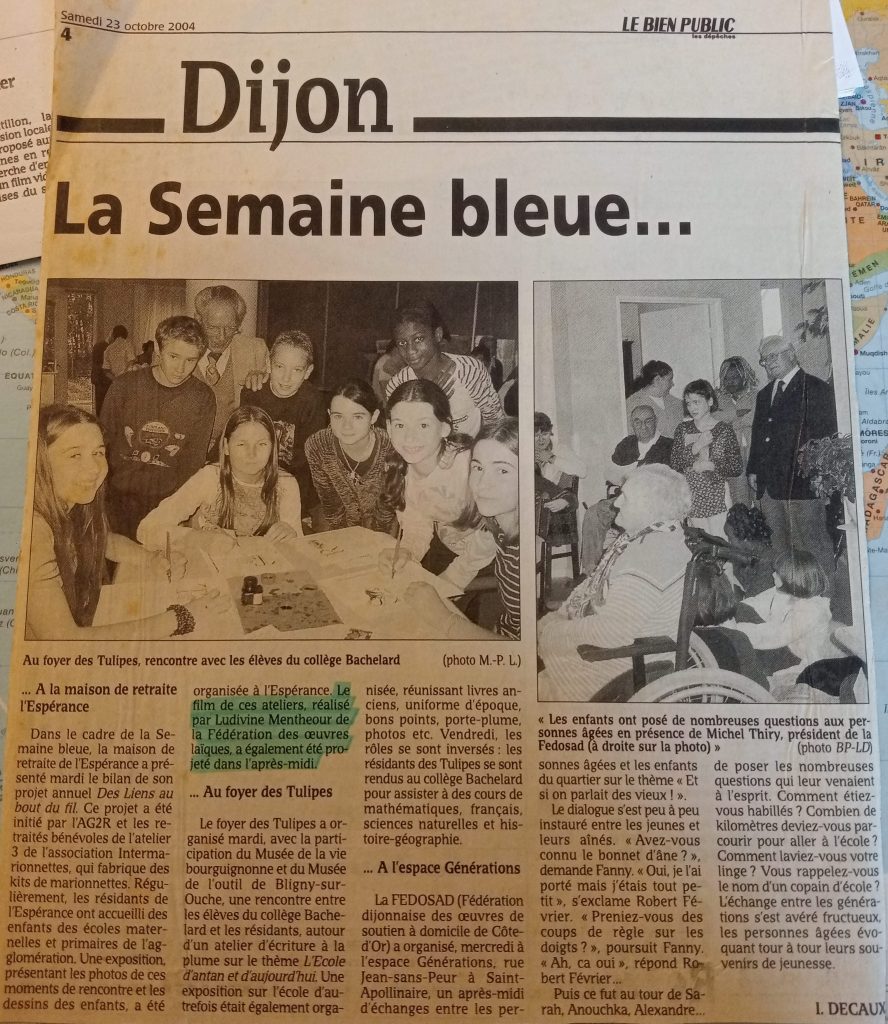 Samedi 23 octobre 2004
4
LE BIEN PUBLIC
les dépêches
Dijon
La Semaine bleue...
Au foyer des Tulipes, rencontre avec les élèves du collège Bachelard
(photo M.-P. L.)
« Les enfants ont posé de nombreuses questions aux per-
sonnes âgées en présence de Michel Thiry, président de la
Fedosad (à droite sur la photo) »
(photo BP-LD)
... A la maison de retraite
l'Espérance
Dans le cadre de la Se-
maine bleue, la maison de
retraite de l'Espérance a pré-
senté mardi le bilan de son
projet annuel Des Liens au
bout du fil. Ce projet a été
initié par l'AG2R et les re-
traités bénévoles de l'atelier
3 de l'association Interma-
rionnettes, qui fabrique des
kits de marionnettes. Régu-
lièrement, les résidants de
l'Espérance ont accueilli des
enfants des écoles mater-
nelles et primaires de l'ag-
glomération. Une exposition,
présentant les photos de ces
moments de rencontre et les
dessins des enfants, a été
organisée à l'Espérance. Le
film de ces ateliers, réalisé
par Ludivine Mentheour de
la Fédération des œuvres
laïques, a également été pro-
jeté dans l'après-midi.
... Au foyer des Tulipes
Le foyer des Tulipes a or-
ganisé mardi, avec la parti-
cipation du Musée de la vie
bourguignonne et du Musée
de l'outil de Bligny-sur-
Ouche, une rencontre entre
les élèves du collège Bache-
lard et les résidants, autour
d'un atelier d'écriture à la
plume sur le thème L'Ecole
d'antan et d'aujourd'hui. Une
exposition sur l'école d'au-
trefois était également orga-
nisée, réunissant livres an-
ciens, uniforme d'époque,
bons points, porte-plume,
photos etc. Vendredi, les
rôles se sont inversés : les
résidants des Tulipes se sont
rendus au collège Bachelard
pour assister à des cours de
mathématiques, français,
sciences naturelles et his-
toire-géographie.
... A l'espace Générations
La FEDOSAD (Fédération
dijonnaise des œuvres de
soutien à domicile de Côte-
d'Or) a organisé, mercredi à
l'espace Générations, rue
Jean-sans-Peur à Saint-
Apollinaire, un après-midi
d'échanges entre les per-
sonnes âgées et les enfants
du quartier sur le thème « Et
si on parlait des vieux ! ».
Le dialogue s'est peu à peu
instauré entre les jeunes et
leurs aînés. « Avez-vous
connu le bonnet d'âne ? »,
demande Fanny. « Oui, je l'ai
porté mais j'étais tout pe-
tit », s'exclame Robert Fé-
vrier. « Preniez-vous des
coups de règle sur les
doigts ? », poursuit Fanny.
« Ah, ca oui », répond Ro-
bert Février...
Puis ce fut au tour de Sa-
rah, Anouchka, Alexandre...
de poser les nombreuses
questions qui leur venaient
à l'esprit. Comment étiez-
vous habillés ? Combien de
kilomètres deviez-vous par-
courir pour aller à l'école ?
Comment laviez-vous votre
linge ? Vous rappelez-vous
le nom d'un copain d'école ?
L'échange entre les généra-
tions s'est avéré fructueux,
les personnes âgées évo-
quant tour à tour leurs sou-
venirs de jeunesse.
I. DECAUX